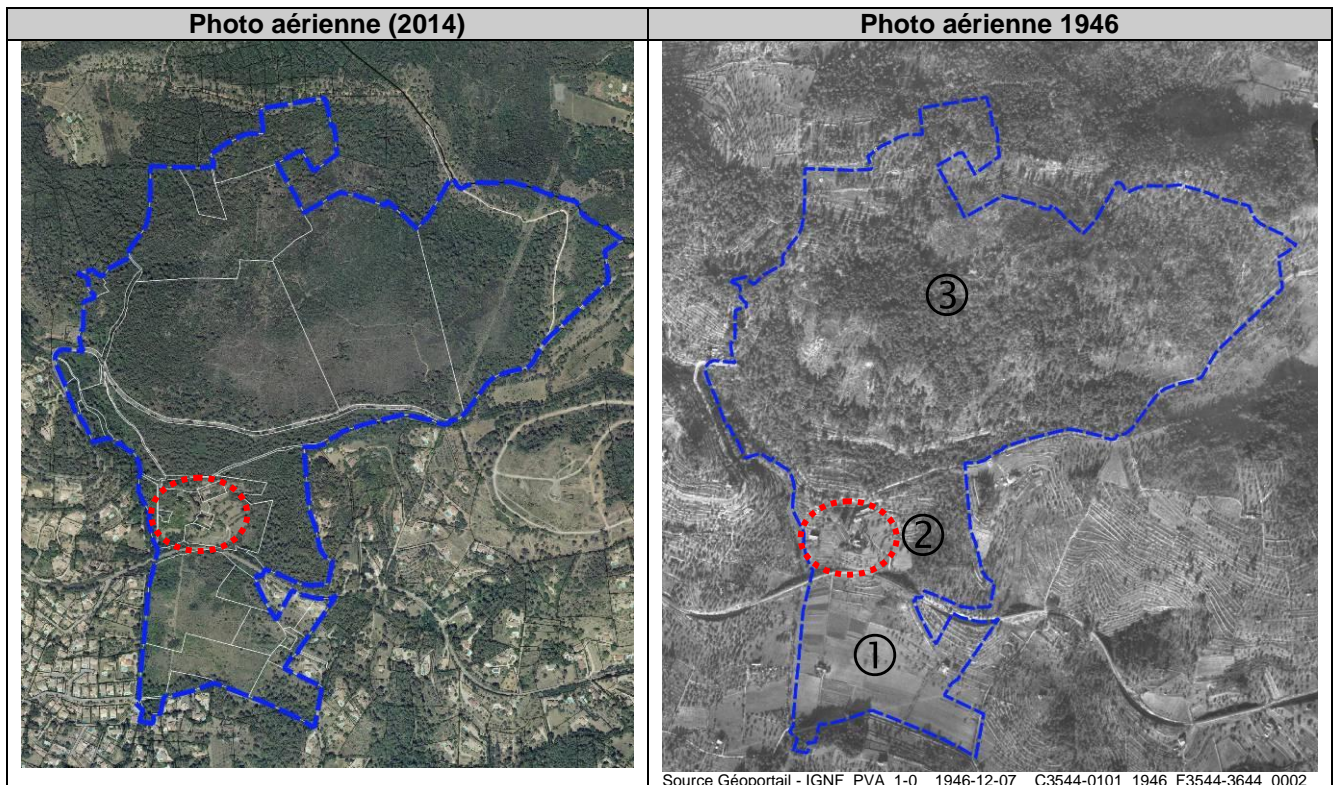 Photo aérienne (2014)
Photo aérienne 1946
③
②
①
Source Géoportail - IGNF_PVA_1-0__1946-12-07__C3544-0101_1946_F3544-3644_0002